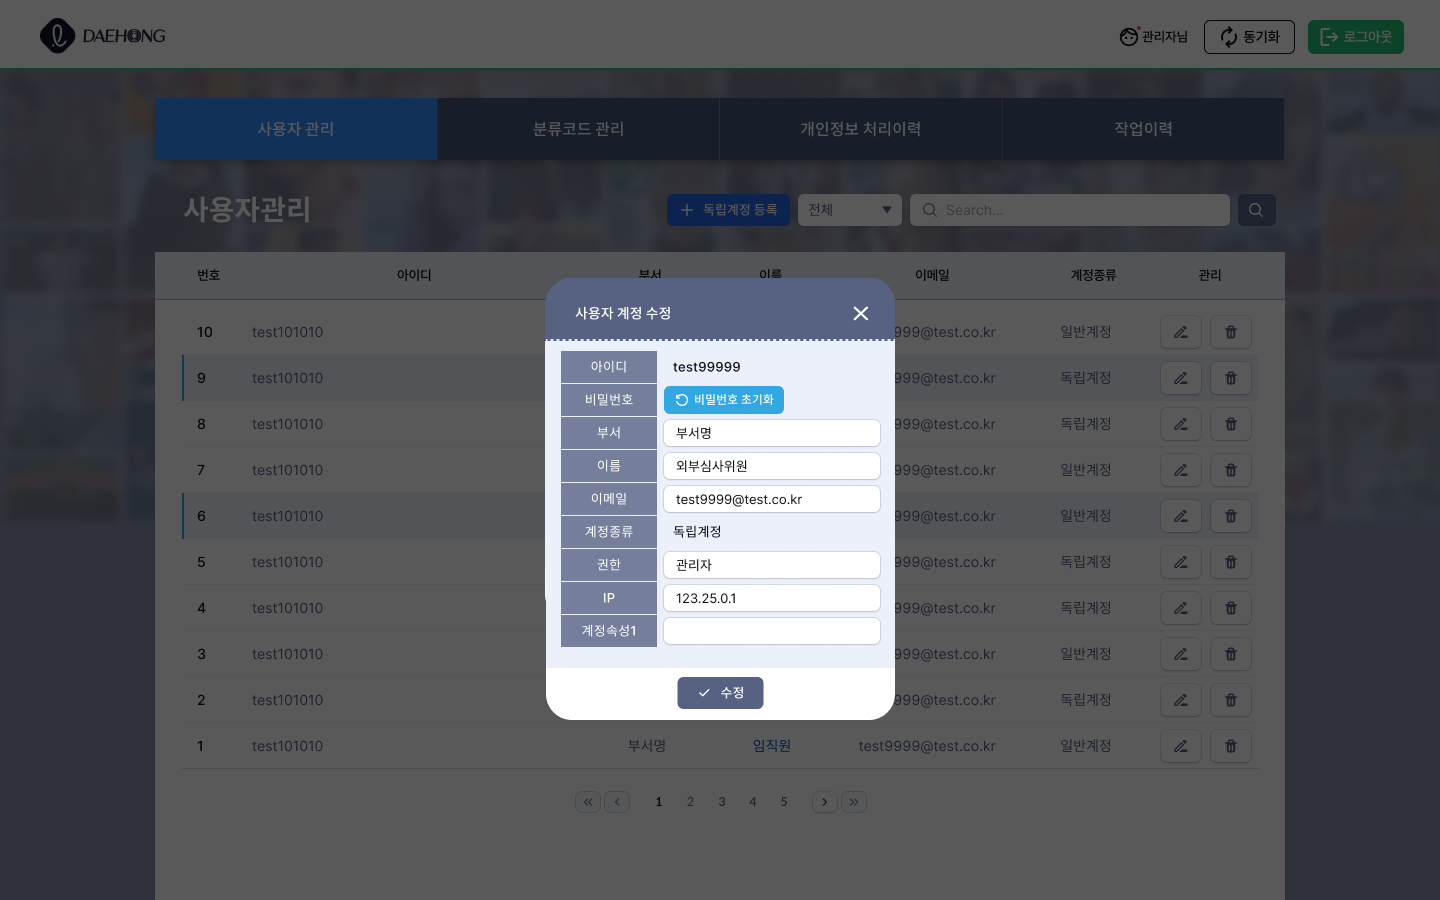 DAEHONG
관리자님
동기화
로그아웃
사용자 관리
분류코드 관리
개인정보 처리이력
작업이력
사용자관리
독립계정 등록
전체
Search...
번호 아이디 부서 이름 이메일 계정종류 관리
10 test101010 999@test.co.kr 일반계정
9 test101010 999@test.co.kr 독립계정
8 test101010 999@test.co.kr 독립계정
7 test101010 999@test.co.kr 일반계정
6 test101010 999@test.co.kr 일반계정
5 test101010 999@test.co.kr 독립계정
4 test101010 999@test.co.kr 독립계정
3 test101010 999@test.co.kr 일반계정
2 test101010 999@test.co.kr 독립계정
1 test101010 부서명 임직원 test9999@test.co.kr 일반계정
1 2 3 4 5
사용자 계정 수정
아이디 test99999
비밀번호 비밀번호 초기화
부서 부서명
이름 외부심사위원
이메일 test9999@test.co.kr
계정종류 독립계정
권한 관리자
IP 123.25.0.1
계정속성1
수정